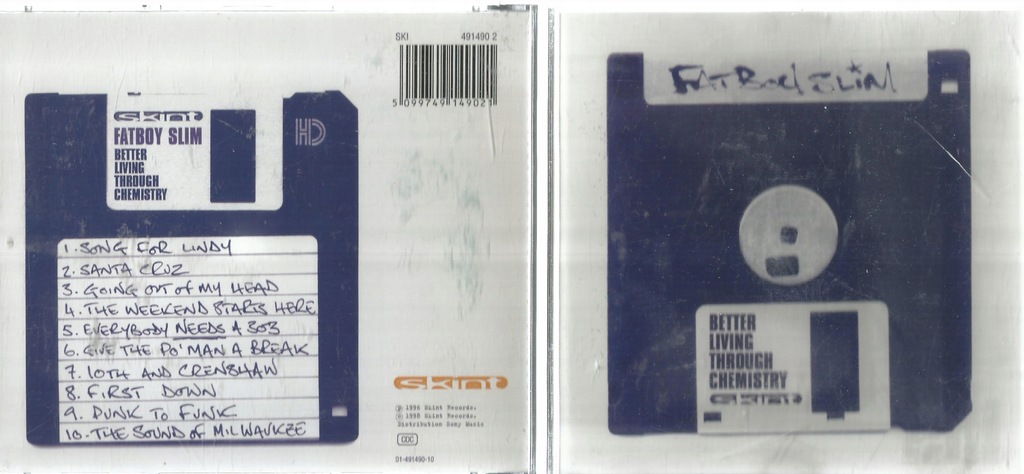 SKI 491490 2
5 099749 149021
skint
FATBOY SLIM
BETTER
LIVING
THROUGH
CHEMISTRY
HD
1. SONG FOR LINDY
2. SANTA CRUZ
3. GOING OUT OF MY HEAD
4. THE WEEKEND STARTS HERE
5. EVERYBODY NEEDS A 303
6. GIVE THE PO' MAN A BREAK
7. 10TH AND CRENSHAW
8. FIRST DOWN
9. PUNK TO FUNK
10. THE SOUND OF MILWAUKEE
skint
℗ 1996 Skint Records.
© 1998 Skint Records.
Distribution Sony Music
CDC
01-491490-10
FATBOY SLIM
BETTER
LIVING
THROUGH
CHEMISTRY
skint